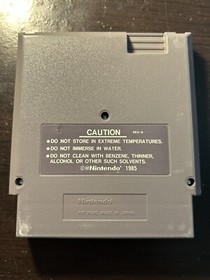 CAUTION
•DO NOT STORE IN EXTREME TEMPERATURES.
•DO NOT IMMERSE IN WATER.
•DO NOT CLEAN WITH BENZENE, THINNER,
ALCOHOL OR OTHER SUCH SOLVENTS.
©Nintendo® 1985
Nintendo